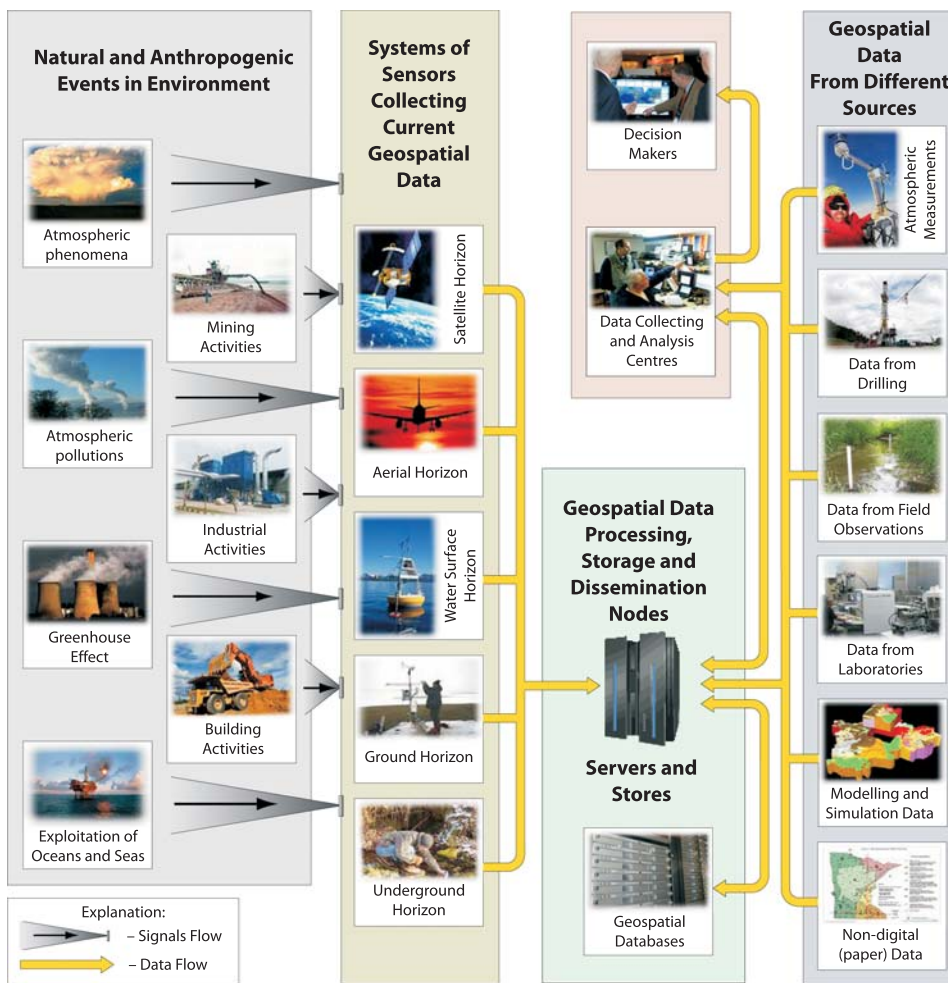 Natural and Anthropogenic
Events in Environment
Atmospheric
phenomena
Mining
Activities
Atmospheric
pollutions
Industrial
Activities
Greenhouse
Effect
Building
Activities
Exploitation of
Oceans and Seas
Explanation:
– Signals Flow
– Data Flow
Systems of
Sensors
Collecting
Current
Geospatial
Data
Satellite Horizon
Aerial Horizon
Water Surface
Horizon
Ground Horizon
Underground
Horizon
Decision
Makers
Data Collecting
and Analysis
Centres
Geospatial Data
Processing,
Storage and
Dissemination
Nodes
Servers and
Stores
Geospatial
Databases
Geospatial
Data
From Different
Sources
Atmospheric
Measurements
Data from
Drilling
Data from Field
Observations
Data from
Laboratories
Modelling and
Simulation Data
Non-digital
(paper) Data